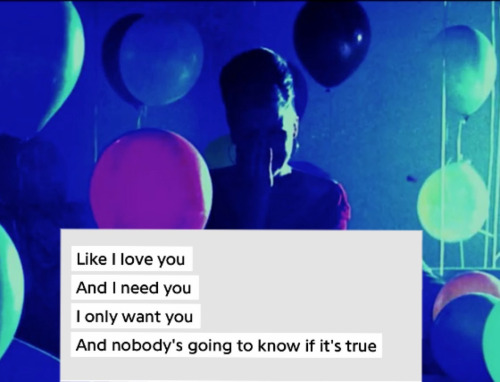 Like I love you
And I need you
I only want you
And nobody's going to know if it's true